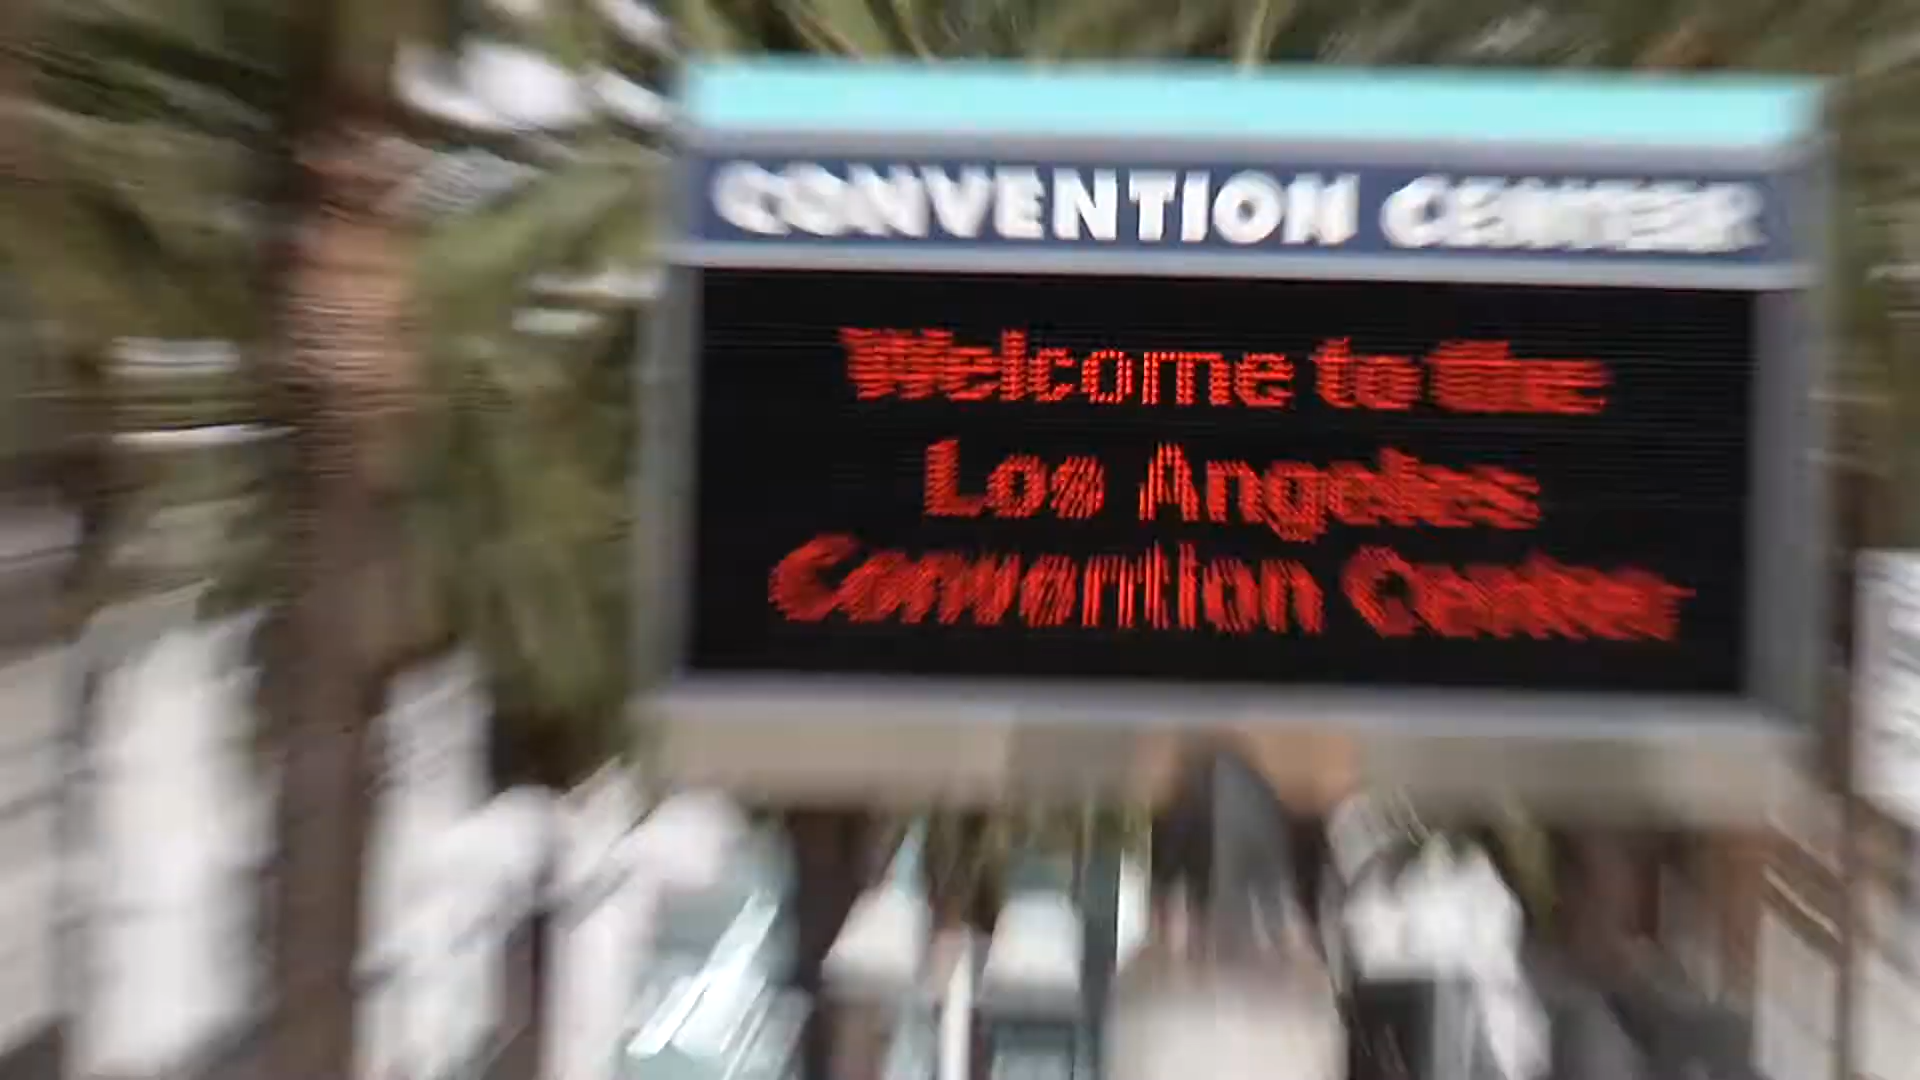 CONVENTION CENTER
Welcome to the
Los Angeles
Convention Center